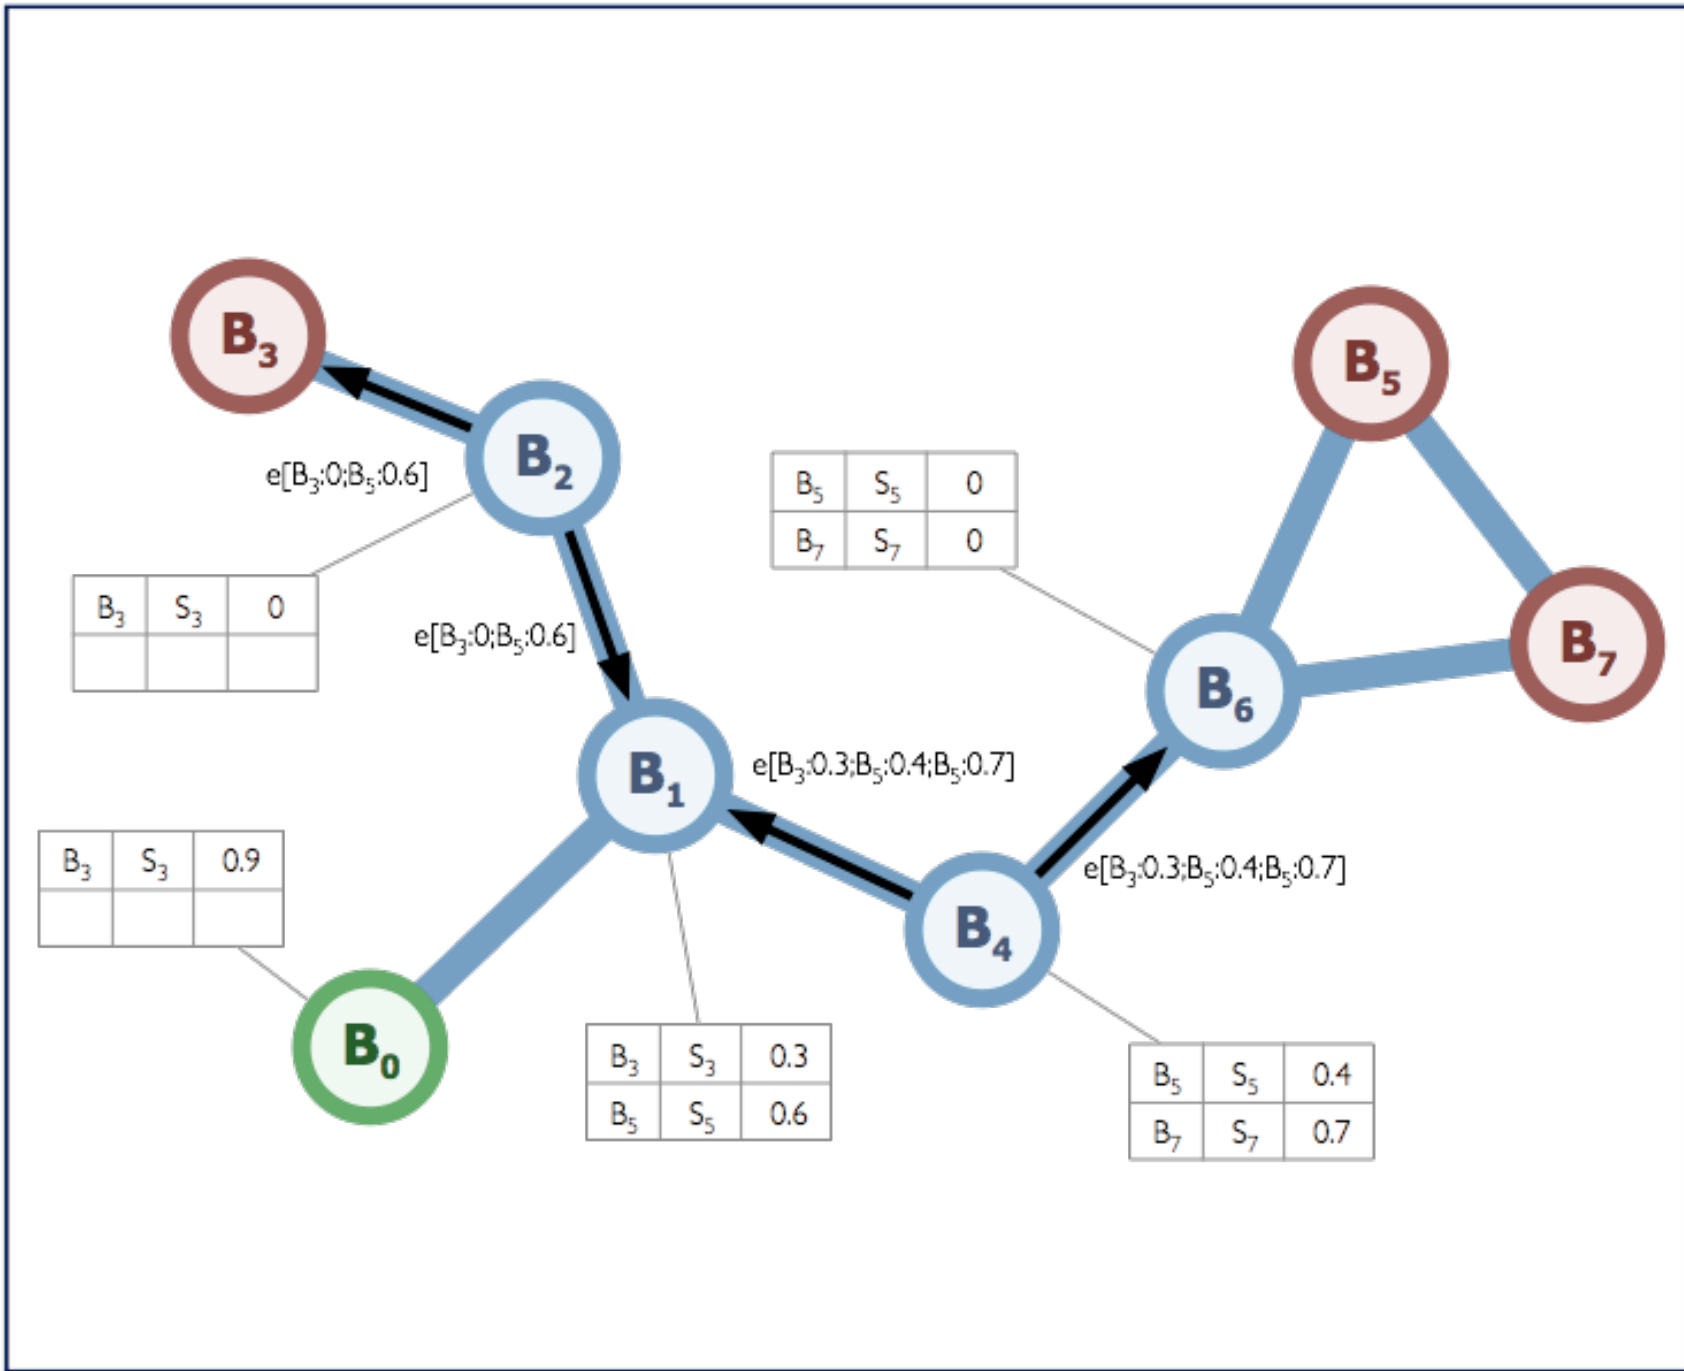 B₃
B₅
B₂
e[B₃:0;B₅:0.6]
B₅ S₅ 0
B₇ S₇ 0
B₃ S₃ 0
e[B₃:0;B₅:0.6]
B₇
B₆
B₁
e[B₃:0.3;B₅:0.4;B₅:0.7]
B₃ S₃ 0.9
e[B₃:0.3;B₅:0.4;B₅:0.7]
B₄
B₀
B₃ S₃ 0.3
B₅ S₅ 0.6
B₅ S₅ 0.4
B₇ S₇ 0.7